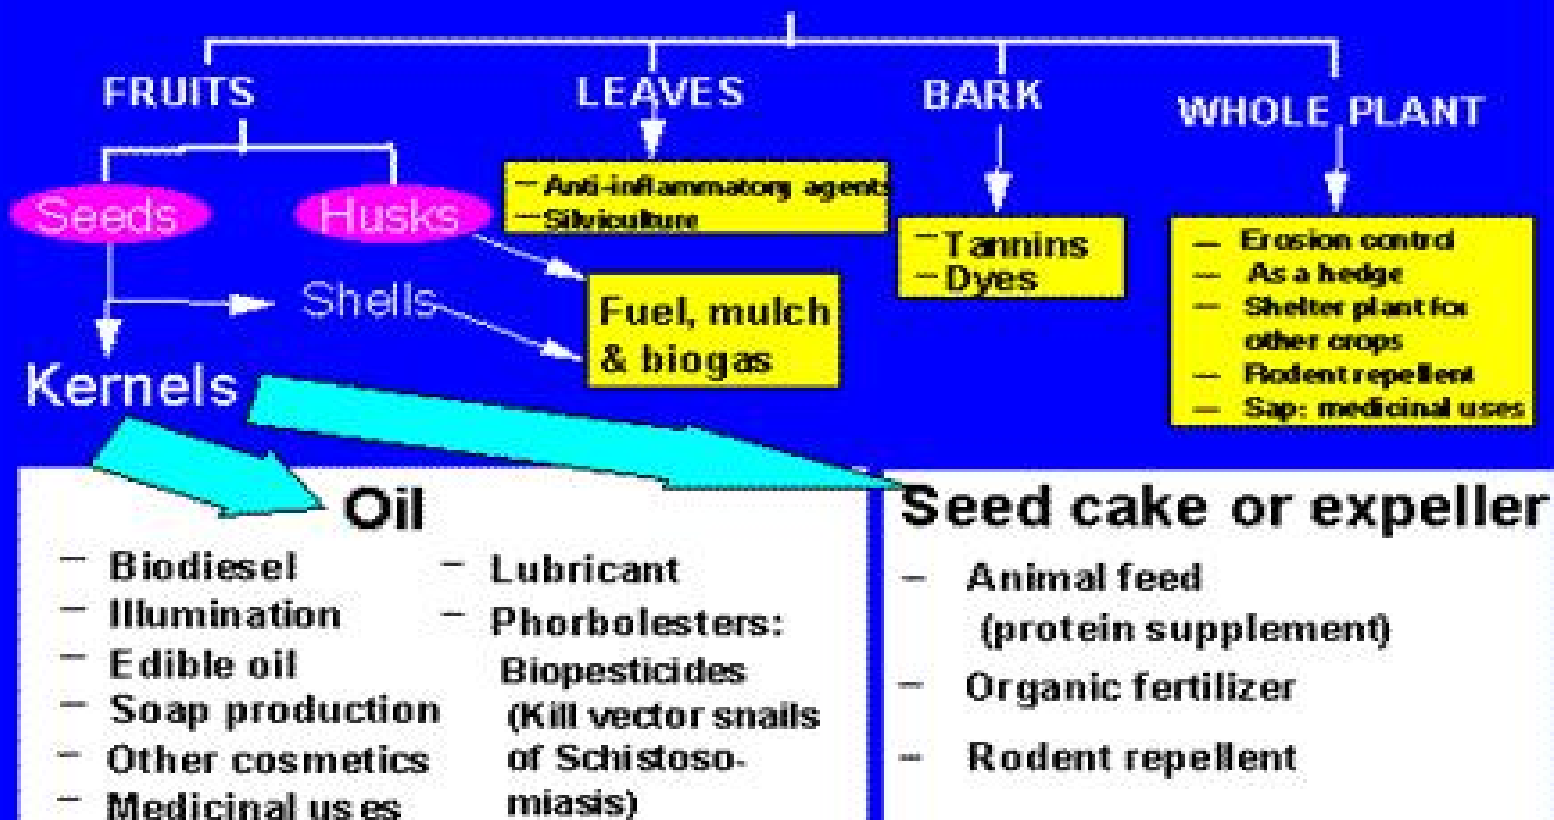 FRUITS
LEAVES
BARK
WHOLE PLANT
Seeds
Husks
– Anti-inflammatory agents
– Silviculture
– Tannins
– Dyes
– Erosion control
– As a hedge
– Shelter plant for
other crops
– Rodent repellent
– Sap: medicinal uses
Shells
Fuel, mulch
& biogas
Kernels
Oil
– Biodiesel
– Illumination
– Edible oil
– Soap production
– Other cosmetics
– Medicinal uses
– Lubricant
– Phorbolesters:
Biopesticides
(Kill vector snails
of Schistoso-
miasis)
Seed cake or expeller
– Animal feed
(protein supplement)
– Organic fertilizer
– Rodent repellent